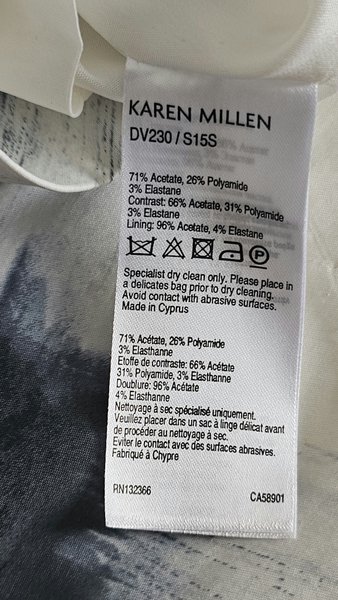 KAREN MILLEN
DV230 / S15S
71% Acetate, 26% Polyamide
3% Elastane
Contrast: 66% Acetate, 31% Polyamide
3% Elastane
Lining: 96% Acetate, 4% Elastane
P
Specialist dry clean only. Please place in
a delicates bag prior to dry cleaning.
Avoid contact with abrasive surfaces.
Made in Cyprus
71% Acétate, 26% Polyamide
3% Elasthanne
Etoffe de contraste: 66% Acétate
31% Polyamide, 3% Elasthanne
Doublure: 96% Acétate
4% Elasthanne
Nettoyage à sec spécialisé uniquement.
Veuillez placer dans un sac à linge délicat avant
de procéder au nettoyage à sec.
Eviter le contact avec des surfaces abrasives.
Fabriqué à Chypre
RN132366 CA58901